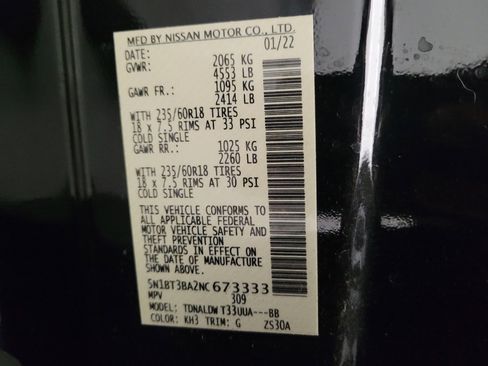 MFD BY NISSAN MOTOR CO., LTD.
DATE: 01/22
GVWR: 2065 KG
4553 LB
GAWR FR.: 1095 KG
2414 LB
WITH 235/60R18 TIRES
18 x 7.5 RIMS AT 33 PSI
COLD SINGLE
GAWR RR.: 1025 KG
2260 LB
WITH 235/60R18 TIRES
18 x 7.5 RIMS AT 30 PSI
COLD SINGLE
THIS VEHICLE CONFORMS TO
ALL APPLICABLE FEDERAL
MOTOR VEHICLE SAFETY AND
THEFT PREVENTION
STANDARDS IN EFFECT ON
THE DATE OF MANUFACTURE
SHOWN ABOVE
5N1BT3BA2NC673333
MPV 309
MODEL: TDNALDW T33UUA---BB
COLOR: KH3 TRIM: G ZS30A